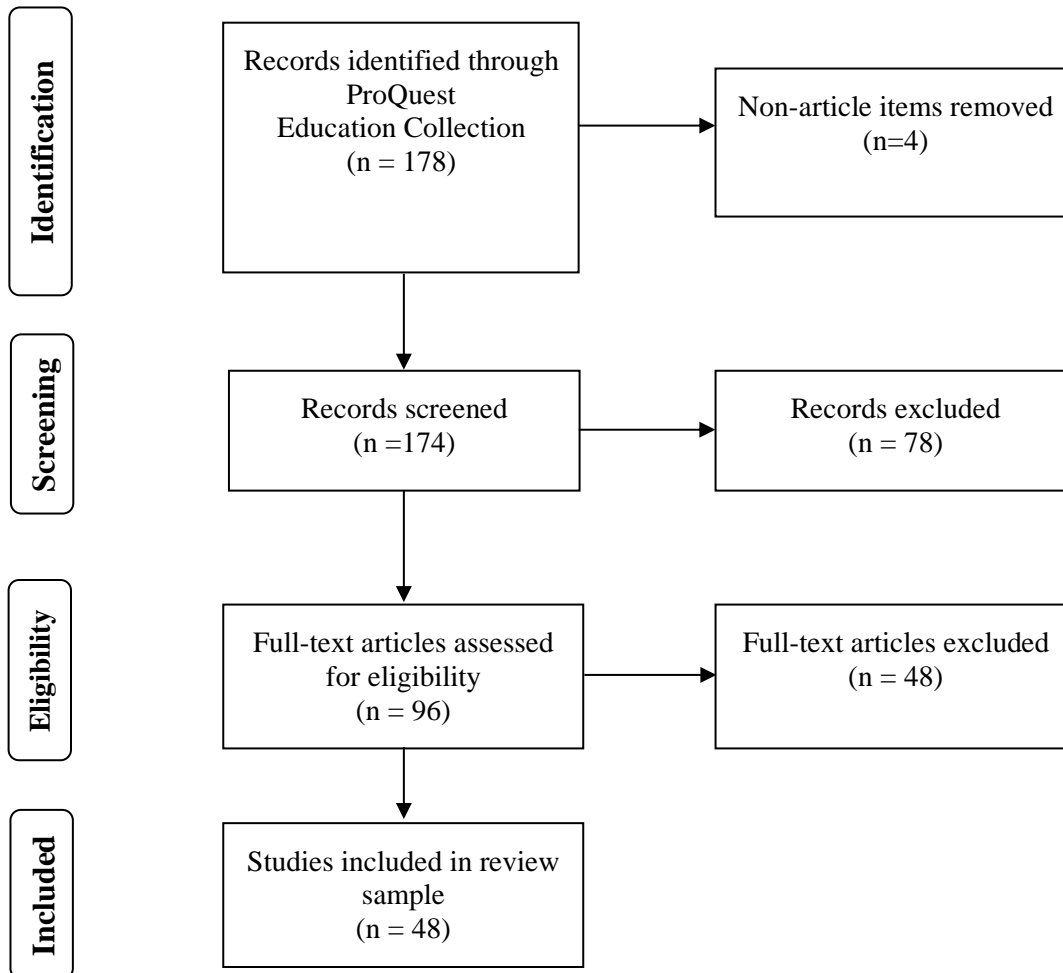 Identification
Records identified through
ProQuest
Education Collection
(n = 178)
Non-article items removed
(n=4)
Screening
Records screened
(n =174)
Records excluded
(n = 78)
Eligibility
Full-text articles assessed
for eligibility
(n = 96)
Full-text articles excluded
(n = 48)
Included
Studies included in review
sample
(n = 48)